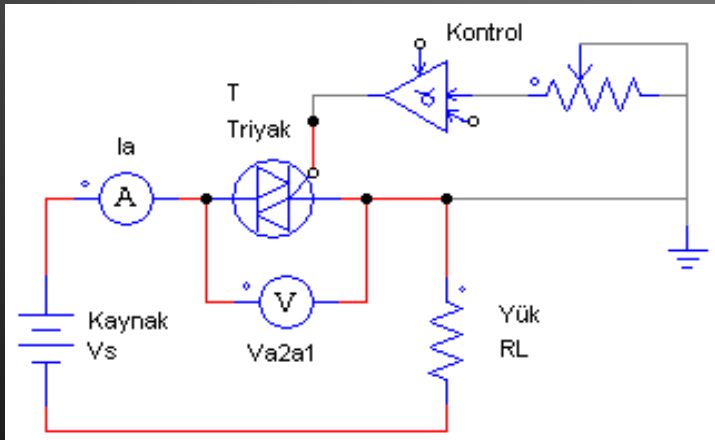 Kontrol
T
Triyak
α
Ia
A
V
Kaynak
Vs
Va2a1
Yük
RL